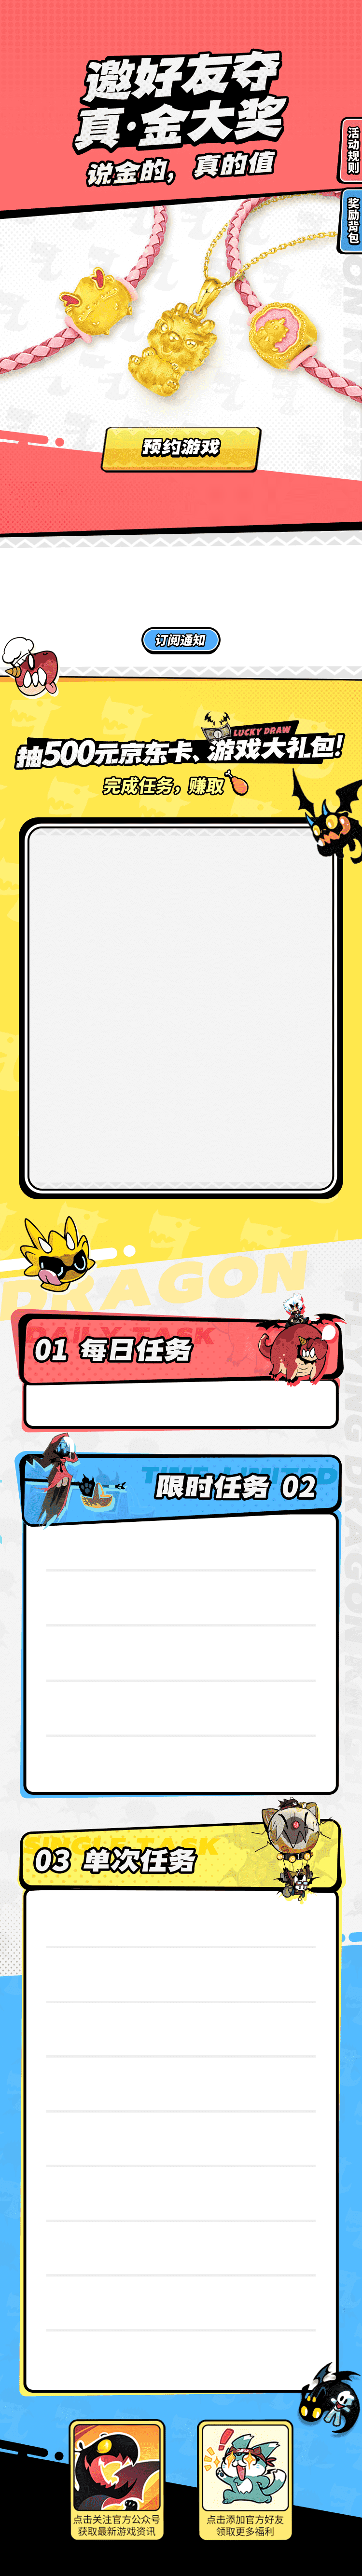 邀好友夺
真·金大奖
说金的，真的值
活动规则
奖励背包
预约游戏
订阅通知
LUCKY DRAW
抽500元京东卡、游戏大礼包!
完成任务，赚取
DRAGON
DAILY TASK
01 每日任务
TIME-LIMITED
限时任务 02
SINGLE TASK
03 单次任务
点击关注官方公众号
获取最新游戏资讯
点击添加官方好友
领取更多福利